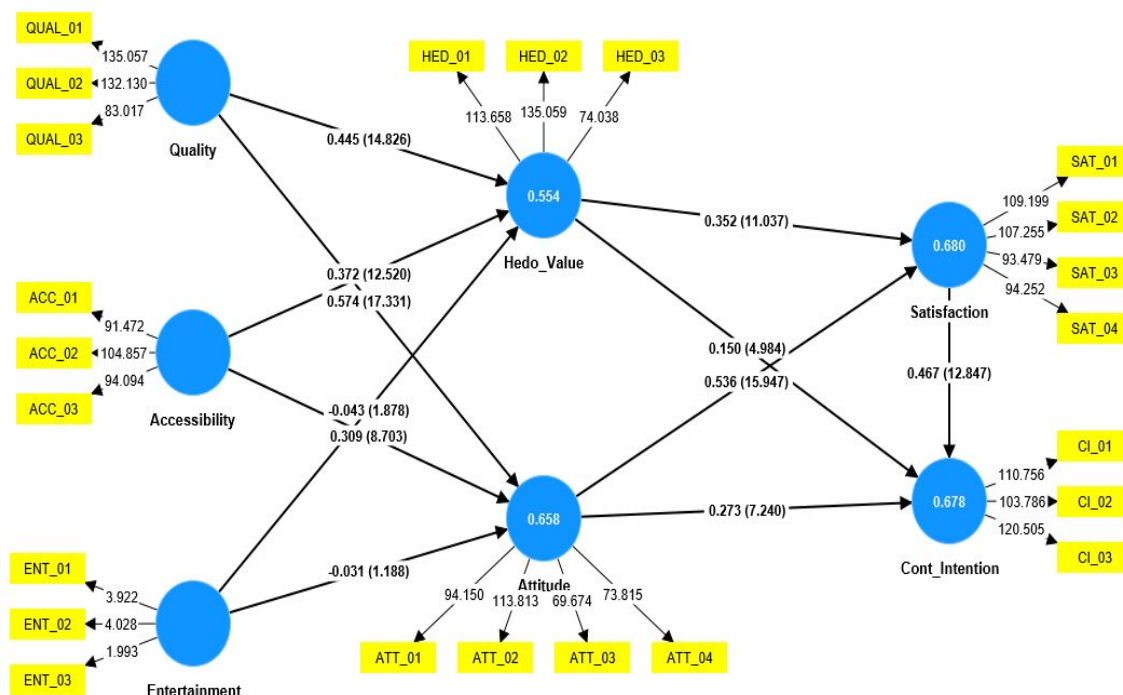 QUAL_01
QUAL_02
QUAL_03
135.057
132.130
83.017
Quality
HED_01
HED_02
HED_03
113.658
135.059
74.038
0.554
Hedo_Value
0.445 (14.826)
0.372 (12.520)
0.574 (17.331)
ACC_01
ACC_02
ACC_03
91.472
104.857
94.094
Accessibility
-0.043 (1.878)
0.309 (8.703)
0.352 (11.037)
0.150 (4.984)
0.536 (15.947)
SAT_01
SAT_02
SAT_03
SAT_04
109.199
107.255
93.479
94.252
0.680
Satisfaction
0.467 (12.847)
CI_01
CI_02
CI_03
110.756
103.786
120.505
0.678
Cont_Intention
0.273 (7.240)
0.658
Attitude
-0.031 (1.188)
94.150
113.813
69.674
73.815
ATT_01
ATT_02
ATT_03
ATT_04
ENT_01
ENT_02
ENT_03
3.922
4.028
1.993
Entertainment